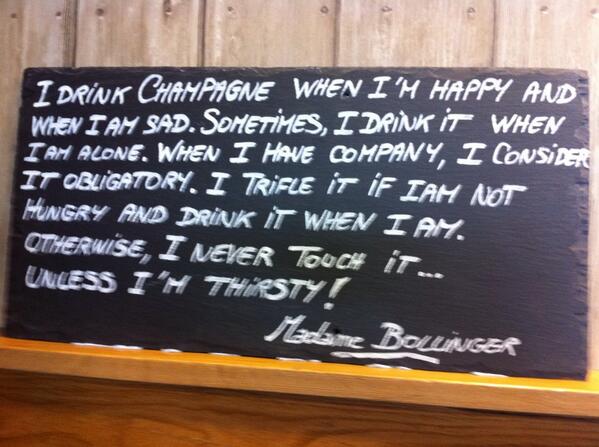 I DRINK CHAMPAGNE WHEN I'M HAPPY AND
WHEN I AM SAD. SOMETIMES, I DRINK IT WHEN
I AM ALONE. WHEN I HAVE COMPANY, I CONSIDER
IT OBLIGATORY. I TRIFLE IT IF I AM NOT
HUNGRY AND DRINK IT WHEN I AM.
OTHERWISE, I NEVER TOUCH IT...
UNLESS I'M THIRSTY!
Madame BOLLINGER